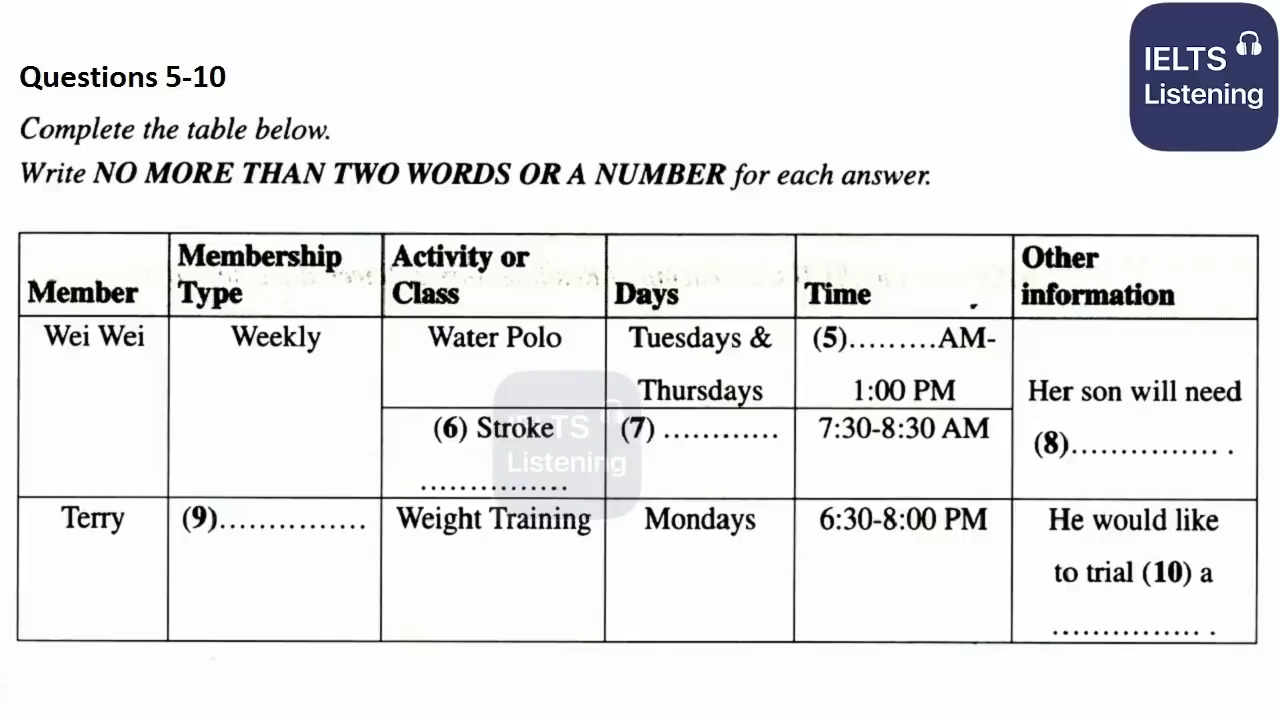 IELTS
Listening
Questions 5-10
Complete the table below.
Write NO MORE THAN TWO WORDS OR A NUMBER for each answer.
Member
Membership Type
Activity or Class
Days
Time
Other information
Wei Wei
Weekly
Water Polo
Tuesdays &
Thursdays
(5).........AM-
1:00 PM
Her son will need
(8)............... .
(6) Stroke
...............
(7) ............
7:30-8:30 AM
IELTS
Listening
Terry
(9)...............
Weight Training
Mondays
6:30-8:00 PM
He would like
to trial (10) a
............... .